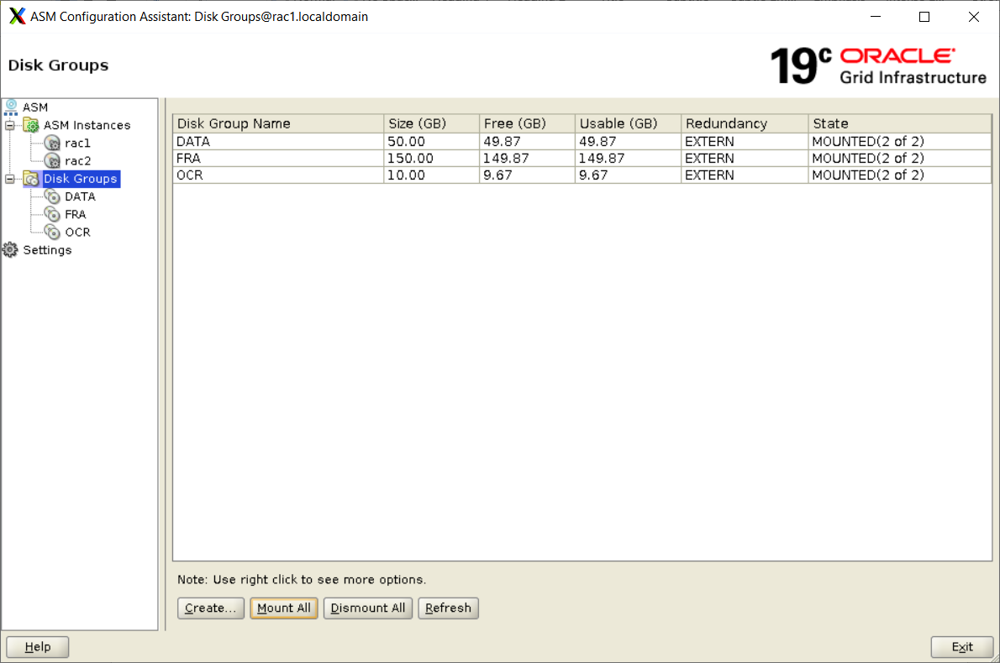 ASM Configuration Assistant: Disk Groups@rac1.localdomain
Disk Groups
19c ORACLE Grid Infrastructure
ASM
ASM Instances
rac1
rac2
Disk Groups
DATA
FRA
OCR
Settings
Disk Group Name Size (GB) Free (GB) Usable (GB) Redundancy State
DATA 50.00 49.87 49.87 EXTERN MOUNTED(2 of 2)
FRA 150.00 149.87 149.87 EXTERN MOUNTED(2 of 2)
OCR 10.00 9.67 9.67 EXTERN MOUNTED(2 of 2)
Note: Use right click to see more options.
Create... Mount All Dismount All Refresh
Help Exit